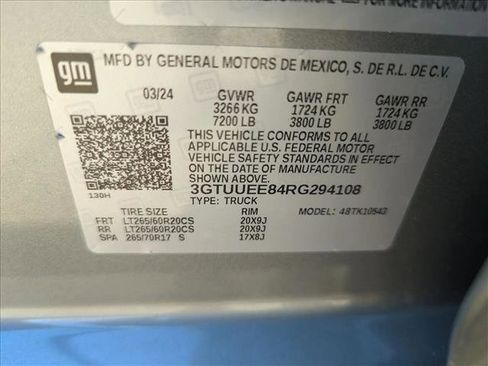 gm
MFD BY GENERAL MOTORS DE MEXICO, S. DE R.L. DE C.V.
03/24 GVWR GAWR FRT GAWR RR
3266 KG 1724 KG 1724 KG
7200 LB 3800 LB 3800 LB
THIS VEHICLE CONFORMS TO ALL
APPLICABLE U.S. FEDERAL MOTOR
VEHICLE SAFETY STANDARDS IN EFFECT
ON THE DATE OF MANUFACTURE
SHOWN ABOVE.
130H 3GTUUEE84RG294108
TYPE: TRUCK
TIRE SIZE RIM MODEL:
FRT LT265/60R20CS 20X9J
RR LT265/60R20CS 20X9J
SPA 265/70R17 S 17X8J